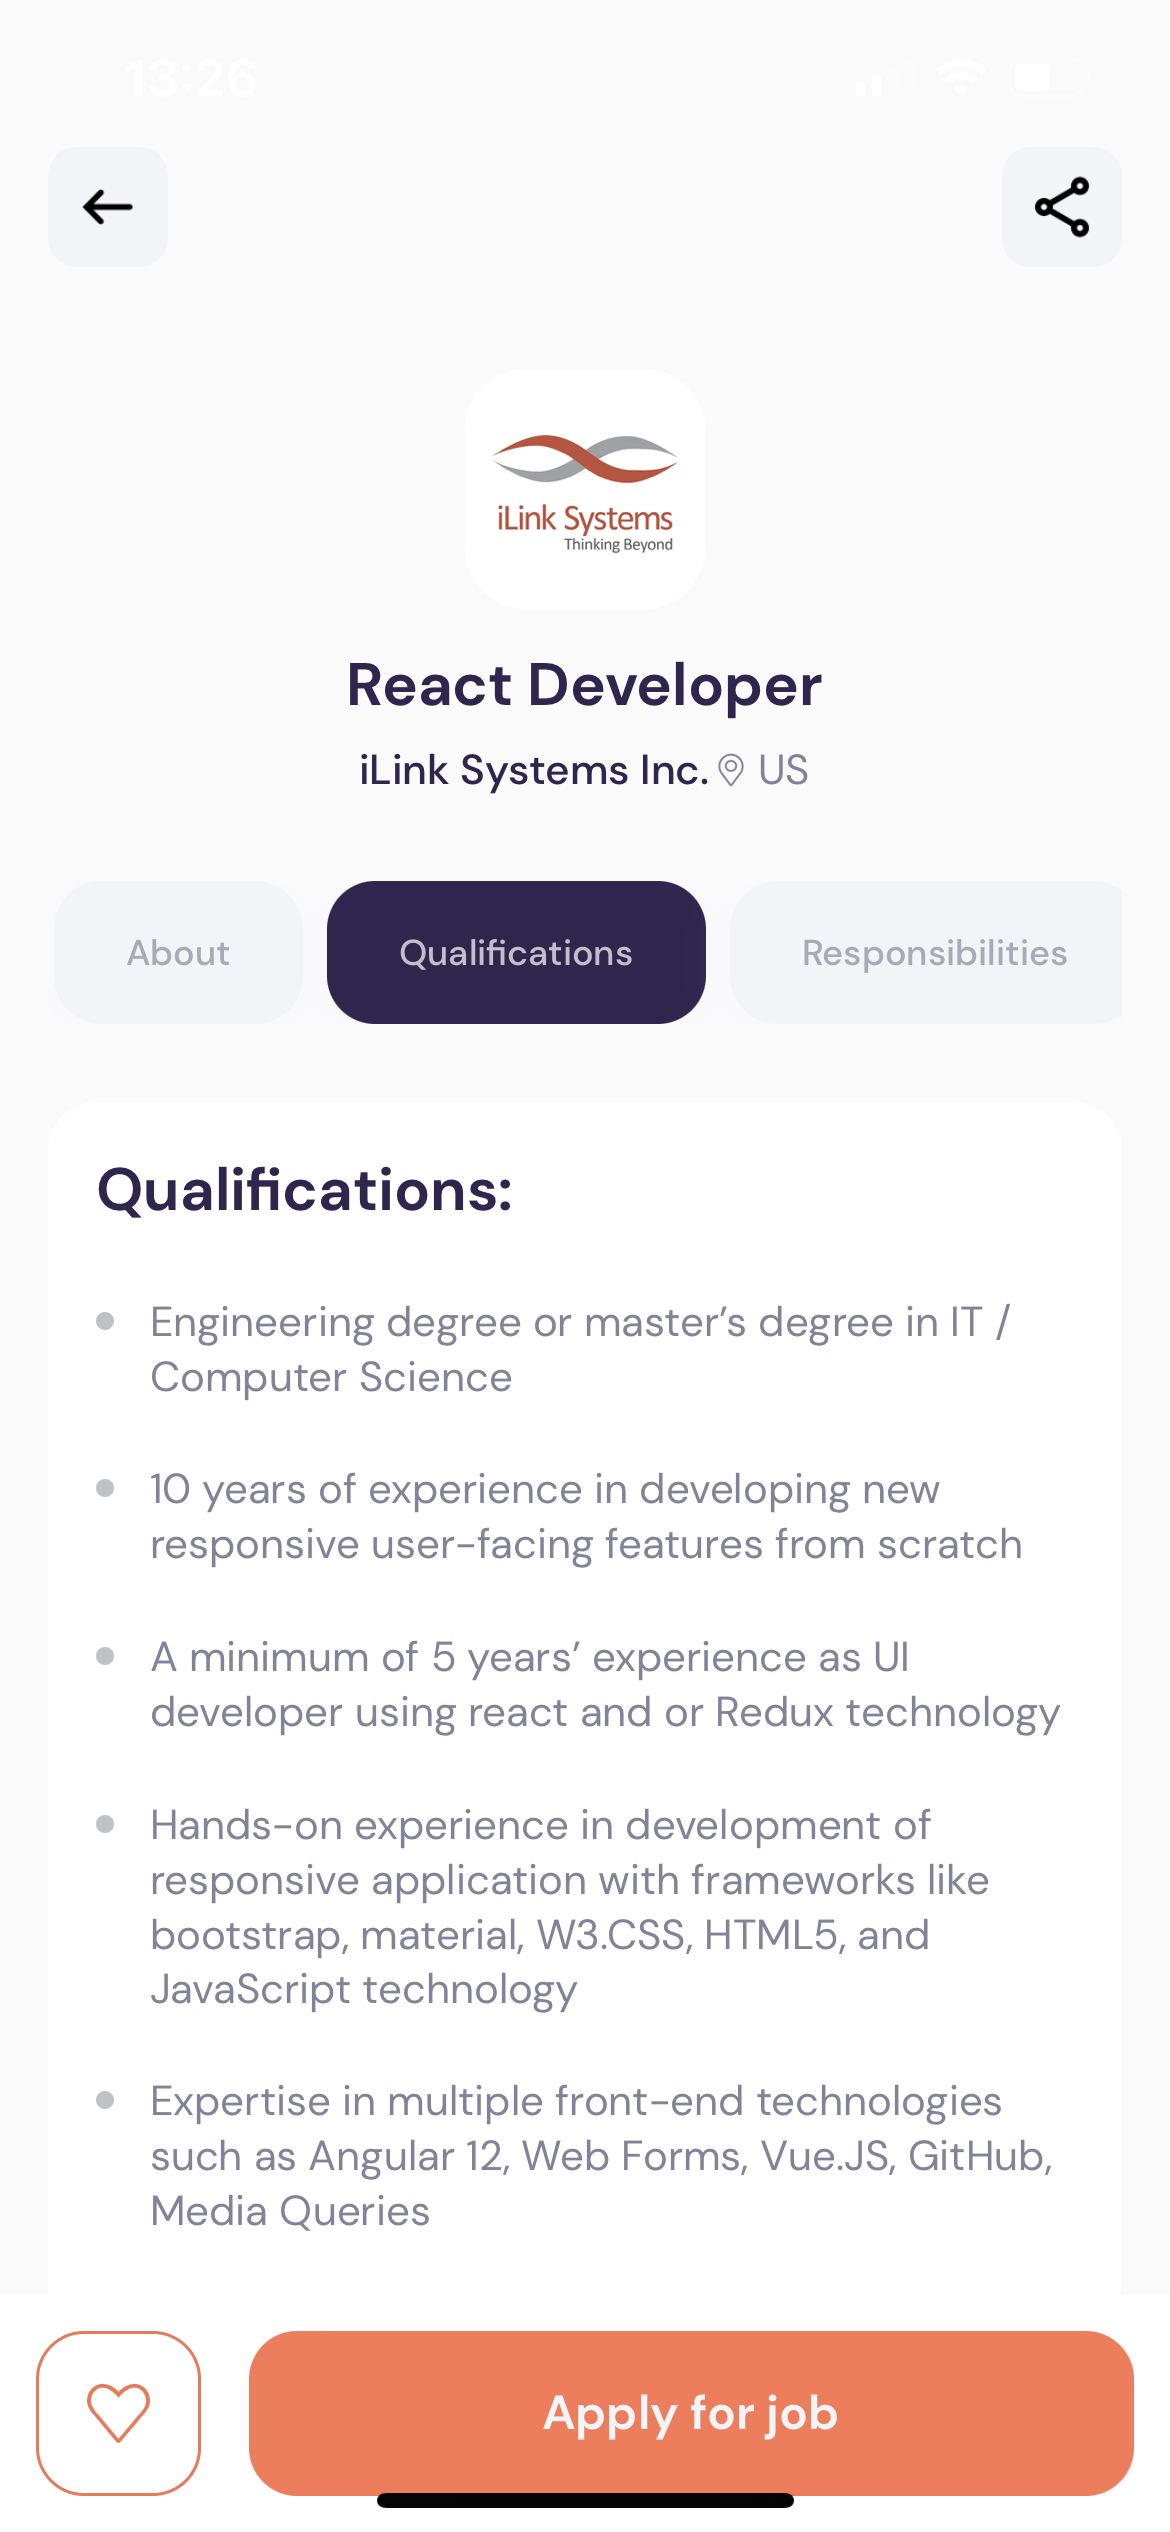 13:26
iLink Systems
Thinking Beyond
React Developer
iLink Systems Inc. US
About
Qualifications
Responsibilities
Qualifications:
Engineering degree or master’s degree in IT /
Computer Science
10 years of experience in developing new
responsive user-facing features from scratch
A minimum of 5 years’ experience as UI
developer using react and or Redux technology
Hands-on experience in development of
responsive application with frameworks like
bootstrap, material, W3.CSS, HTML5, and
JavaScript technology
Expertise in multiple front-end technologies
such as Angular 12, Web Forms, Vue.JS, GitHub,
Media Queries
Apply for job